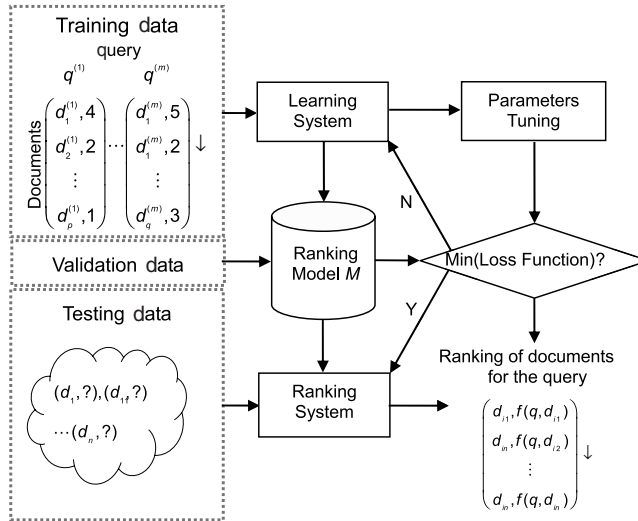 Training data
query
q^(1) q^(m)
Documents
d_1^(1), 4
d_2^(1), 2
⋮
d_p^(1), 1
⋯
d_1^(m), 5
d_1^(m), 2
⋮
d_q^(m), 3
↓
Validation data
Testing data
(d_1, ?), (d_1, ?)
⋯(d_n, ?)
Learning
System
Parameters
Tuning
N
Ranking
Model M
Min(Loss Function)?
Y
Ranking
System
Ranking of documents
for the query
d_i1, f(q, d_i1)
d_in, f(q, d_i2)
⋮
d_in, f(q, d_in)
↓